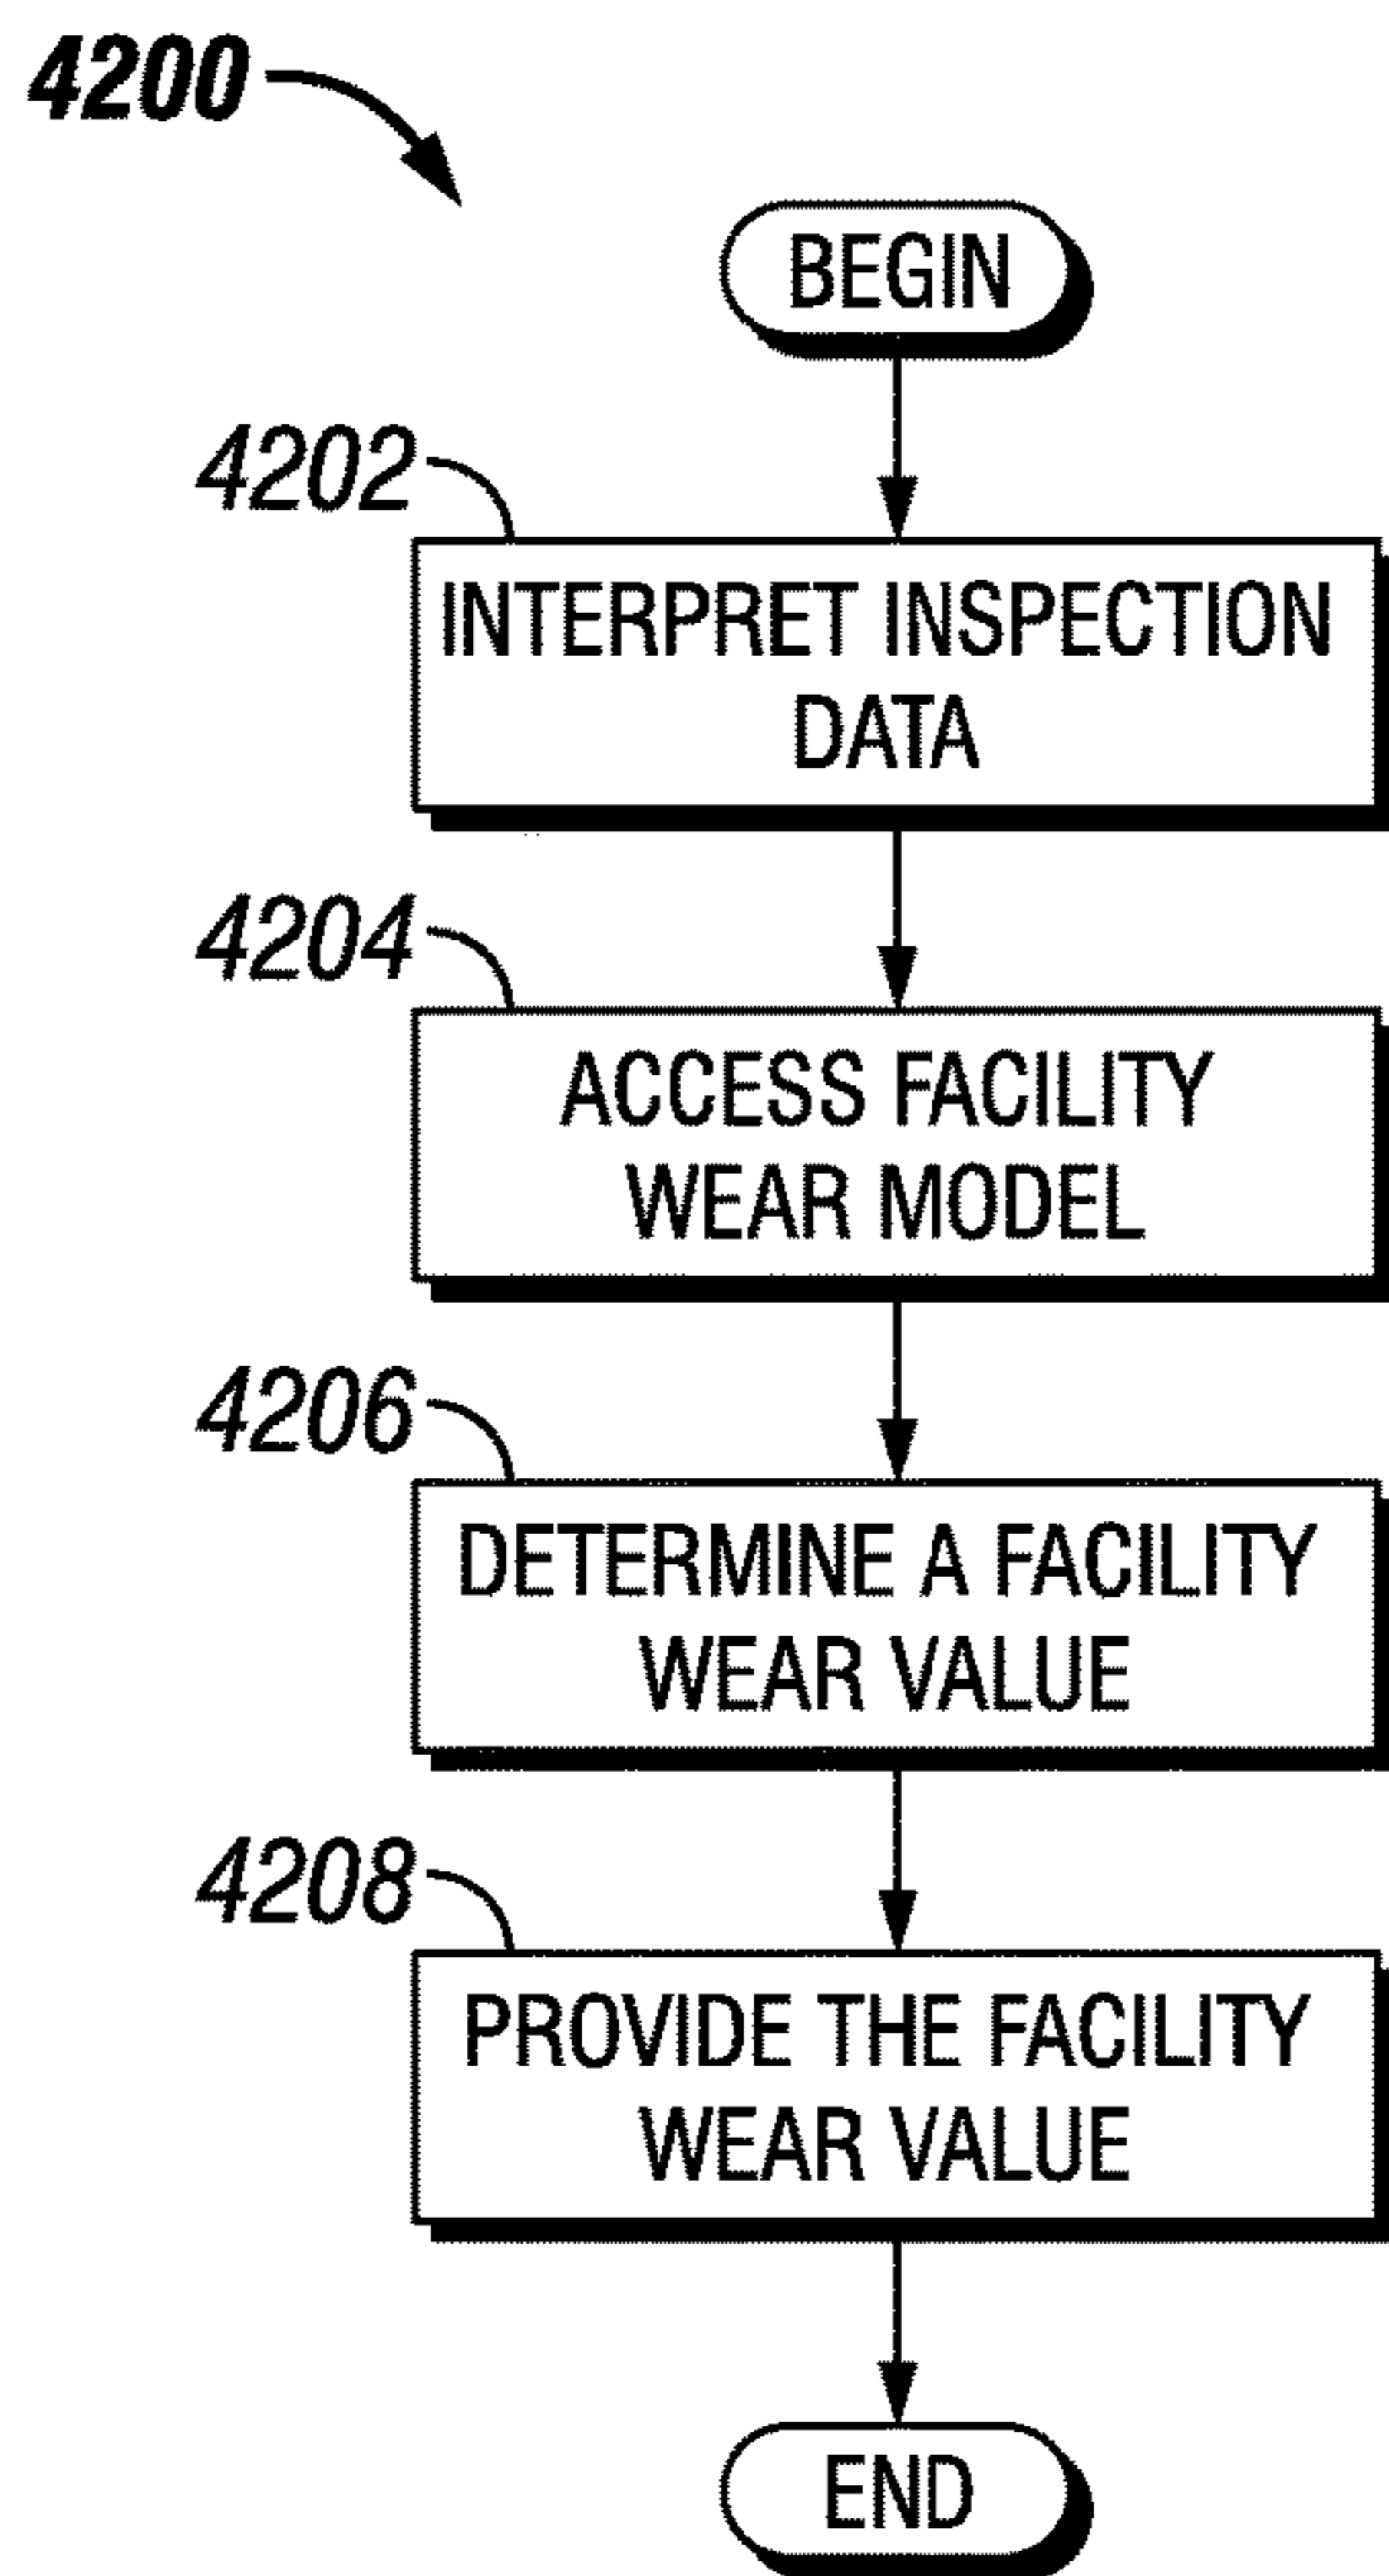 4200
BEGIN
4202
INTERPRET INSPECTION
DATA
4204
ACCESS FACILITY
WEAR MODEL
4206
DETERMINE A FACILITY
WEAR VALUE
4208
PROVIDE THE FACILITY
WEAR VALUE
END